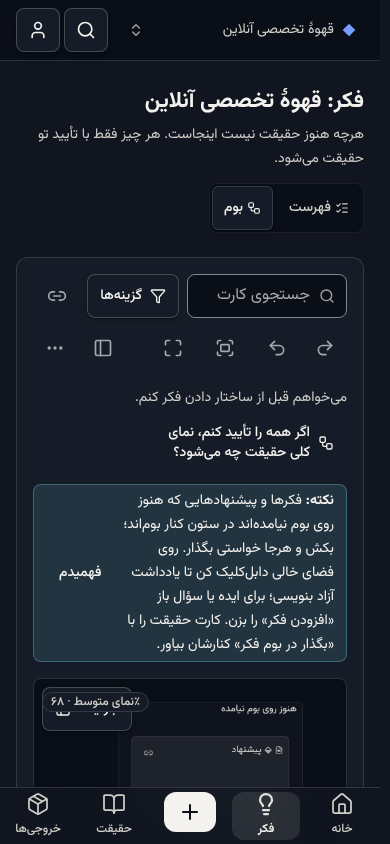 قهوهٔ تخصصی آنلاین
فکر: قهوهٔ تخصصی آنلاین
هرچه هنوز حقیقت نیست اینجاست. هر چیز فقط با تأیید تو
حقیقت می‌شود.
فهرست
بوم
جستجوی کارت
گزینه‌ها
می‌خواهم قبل از ساختار دادن فکر کنم.
اگر همه را تأیید کنم، نمای
کلی حقیقت چه می‌شود؟
نکته: فکرها و پیشنهادهایی که هنوز
روی بوم نیامده‌اند در ستون کنار بوم‌اند؛
بکش و هرجا خواستی بگذار. روی
فضای خالی دابل‌کلیک کن تا یادداشت
آزاد بنویسی؛ برای ایده یا سؤال باز
«افزودن فکر» را بزن. کارت حقیقت را با
«بگذار در بوم فکر» کنارشان بیاور.
فهمیدم
نمای متوسط · ۶۸٪
هنوز روی بوم نیامده
پیشنهاد
خانه
فکر
حقیقت
خروجی‌ها